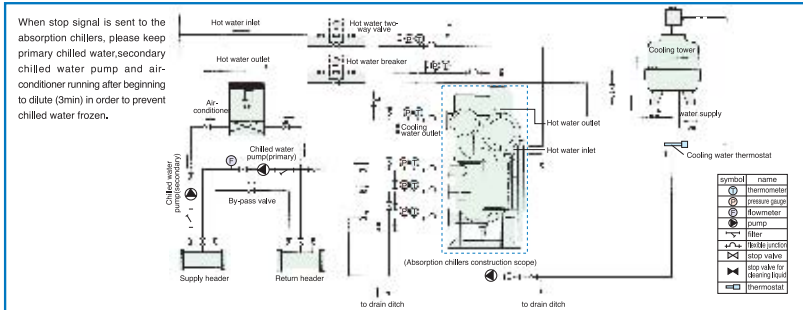 When stop signal is sent to the
absorption chillers, please keep
primary chilled water,secondary
chilled water pump and air-
conditioner running after beginning
to dilute (3min) in order to prevent
chilled water frozen.
Hot water inlet
Hot water two-
way valve
Hot water outlet
Hot water breaker
Air-
conditioner
Cooling
water outlet
Chilled water
pump(primary)
Chilled water
pump(secondary)
By-pass valve
Supply header
Return header
Hot water outlet
Hot water inlet
(Absorption chillers construction scope)
to drain ditch
to drain ditch
Cooling tower
water supply
Cooling water thermostat
symbol name
T thermometer
P pressure gauge
F flowmeter
pump
filter
flexible junction
stop valve
stop valve for
cleaning liquid
thermostat
F